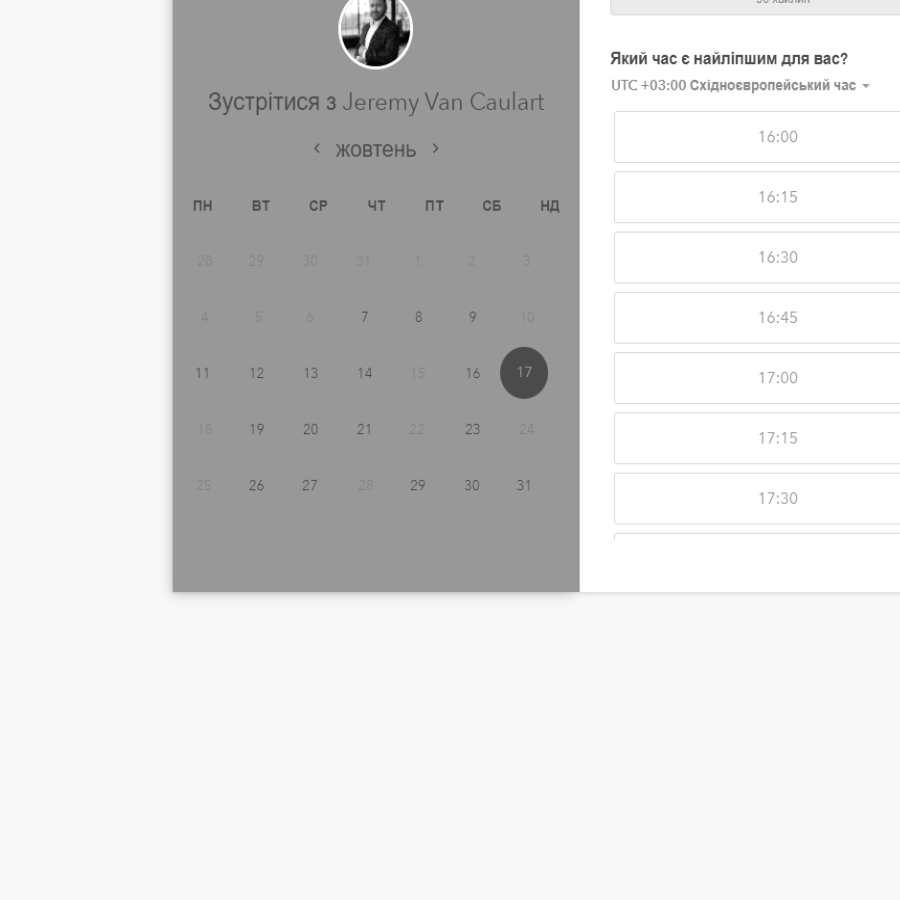 Зустрітися з Jeremy Van Caulart
жовтень
ПН ВТ СР ЧТ ПТ СБ НД
28 29 30 31 1 2 3
4 5 6 7 8 9 10
11 12 13 14 15 16 17
18 19 20 21 22 23 24
25 26 27 28 29 30 31
Який час є найліпшим для вас?
UTC +03:00 Східноєвропейський час
16:00
16:15
16:30
16:45
17:00
17:15
17:30